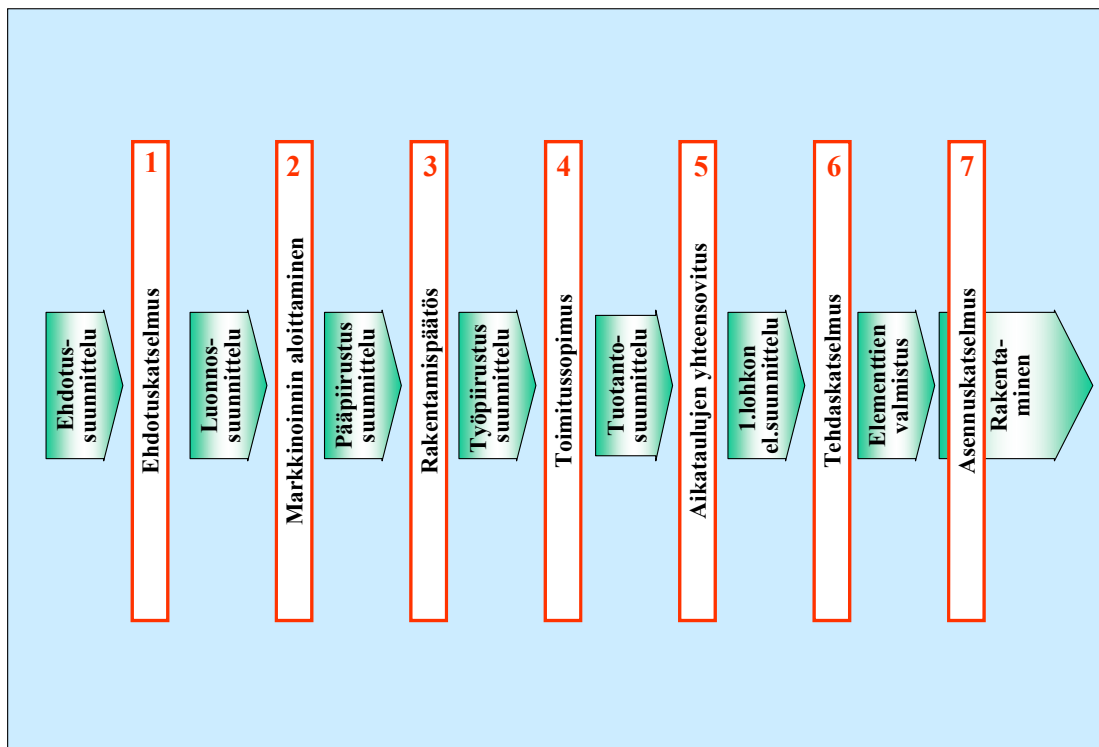 Ehdotus-
suunnittelu
1
Ehdotuskatselmus
Luonnos-
suunnittelu
2
Markkinoinnin aloittaminen
Pääpiirustus
suunnittelu
3
Rakentamispäätös
Työpiirustus
suunnittelu
4
Toimitussopimus
Tuotanto-
suunnittelu
5
Aikataulujen yhteensovitus
1.lohkon
el.suunnittelu
6
Tehdaskatselmus
Elementtien
valmistus
7
Asennuskatselmus
Rakenta-
minen